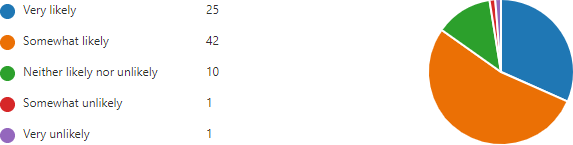 Very likely 25
Somewhat likely 42
Neither likely nor unlikely 10
Somewhat unlikely 1
Very unlikely 1